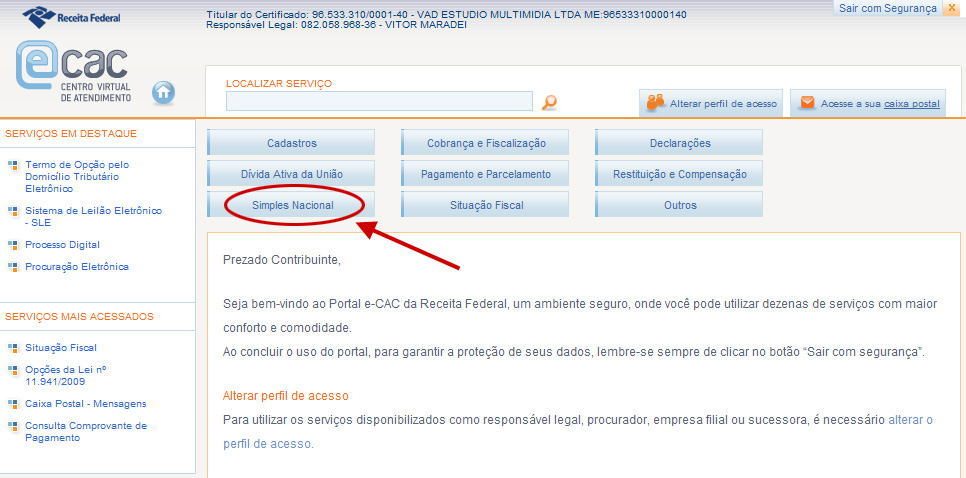 Receita Federal
Titular do Certificado: 96.533.310/0001-40 - VAD ESTUDIO MULTIMIDIA LTDA ME:96533310000140
Responsável Legal: 082.058.968-36 - VITOR MARADEI
Sair com Segurança X
ecac
CENTRO VIRTUAL
DE ATENDIMENTO
LOCALIZAR SERVIÇO
Alterar perfil de acesso
Acesse a sua caixa postal
SERVIÇOS EM DESTAQUE
Termo de Opção pelo
Domicílio Tributário
Eletrônico
Sistema de Leilão Eletrônico
- SLE
Processo Digital
Procuração Eletrônica
SERVIÇOS MAIS ACESSADOS
Situação Fiscal
Opções da Lei nº
11.941/2009
Caixa Postal - Mensagens
Consulta Comprovante de
Pagamento
Cadastros
Cobrança e Fiscalização
Declarações
Dívida Ativa da União
Pagamento e Parcelamento
Restituição e Compensação
Simples Nacional
Situação Fiscal
Outros
Prezado Contribuinte,
Seja bem-vindo ao Portal e-CAC da Receita Federal, um ambiente seguro, onde você pode utilizar dezenas de serviços com maior
conforto e comodidade.
Ao concluir o uso do portal, para garantir a proteção de seus dados, lembre-se sempre de clicar no botão “Sair com segurança”.
Alterar perfil de acesso
Para utilizar os serviços disponibilizados como responsável legal, procurador, empresa filial ou sucessora, é necessário alterar o
perfil de acesso.